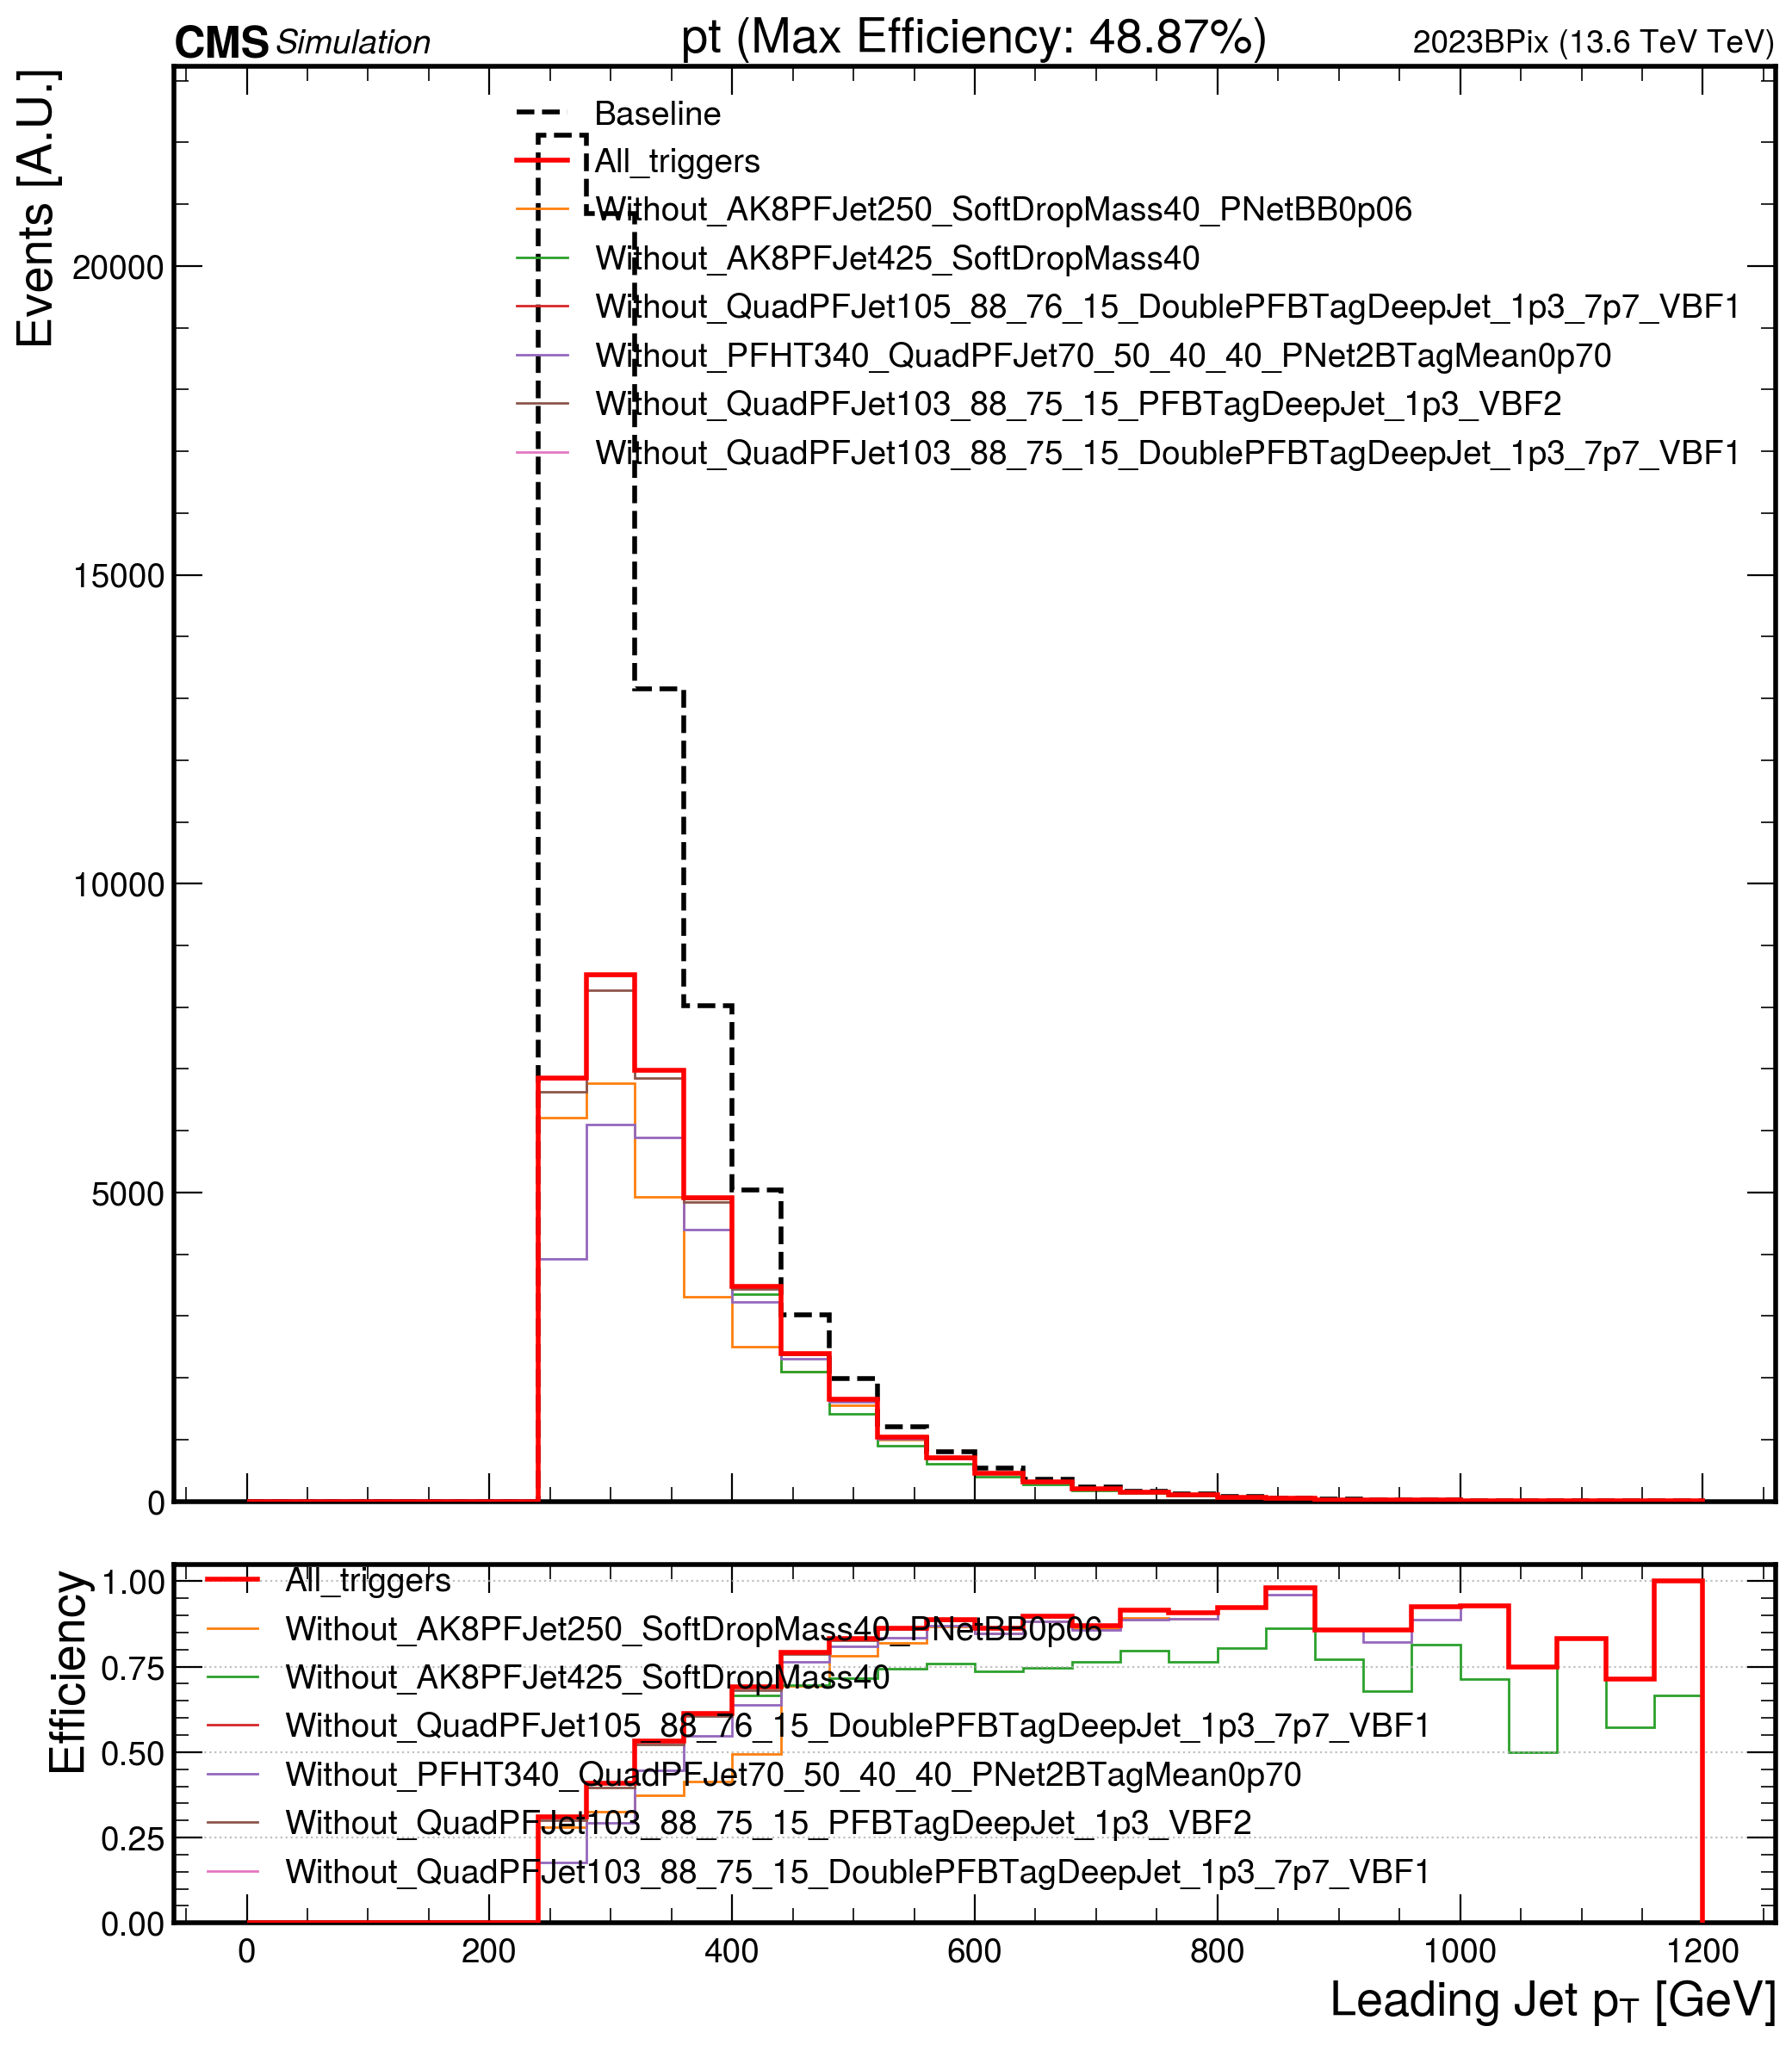 CMS Simulation
pt (Max Efficiency: 48.87%)
2023BPix (13.6 TeV TeV)
Events [A.U.]
Baseline
All_triggers
Without_AK8PFJet250_SoftDropMass40_PNetBB0p06
Without_AK8PFJet425_SoftDropMass40
Without_QuadPFJet105_88_76_15_DoublePFBTagDeepJet_1p3_7p7_VBF1
Without_PFHT340_QuadPFJet70_50_40_40_PNet2BTagMean0p70
Without_QuadPFJet103_88_75_15_PFBTagDeepJet_1p3_VBF2
Without_QuadPFJet103_88_75_15_DoublePFBTagDeepJet_1p3_7p7_VBF1
20000
15000
10000
5000
0
Efficiency
1.00
0.75
0.50
0.25
0.00
All_triggers
Without_AK8PFJet250_SoftDropMass40_PNetBB0p06
Without_AK8PFJet425_SoftDropMass40
Without_QuadPFJet105_88_76_15_DoublePFBTagDeepJet_1p3_7p7_VBF1
Without_PFHT340_QuadPFJet70_50_40_40_PNet2BTagMean0p70
Without_QuadPFJet103_88_75_15_PFBTagDeepJet_1p3_VBF2
Without_QuadPFJet103_88_75_15_DoublePFBTagDeepJet_1p3_7p7_VBF1
0 200 400 600 800 1000 1200
Leading Jet pT [GeV]